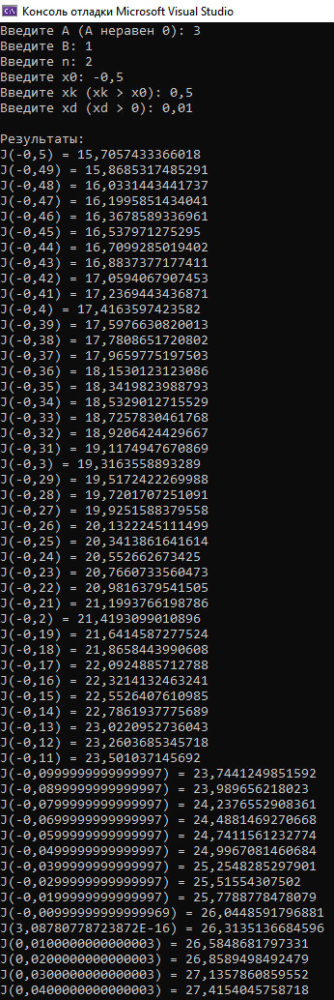 Консоль отладки Microsoft Visual Studio
Введите A (A неравен 0): 3
Введите B: 1
Введите n: 2
Введите x0: -0,5
Введите xk (xk > x0): 0,5
Введите xd (xd > 0): 0,01
Результаты:
J(-0,5) = 15,7057433366018
J(-0,49) = 15,8685317485291
J(-0,48) = 16,0331443441737
J(-0,47) = 16,1995851434041
J(-0,46) = 16,3678589336961
J(-0,45) = 16,537971275295
J(-0,44) = 16,7099285019402
J(-0,43) = 16,8837377177411
J(-0,42) = 17,0594067907453
J(-0,41) = 17,2369443436871
J(-0,4) = 17,4163597423582
J(-0,39) = 17,5976630820013
J(-0,38) = 17,7808651720802
J(-0,37) = 17,9659775197503
J(-0,36) = 18,1530123123086
J(-0,35) = 18,3419823988793
J(-0,34) = 18,5329012715529
J(-0,33) = 18,7257830461768
J(-0,32) = 18,9206424429667
J(-0,31) = 19,1174947670869
J(-0,3) = 19,3163558893289
J(-0,29) = 19,5172422269988
J(-0,28) = 19,7201707251091
J(-0,27) = 19,9251588379558
J(-0,26) = 20,1322245111499
J(-0,25) = 20,3413861641614
J(-0,24) = 20,552662673425
J(-0,23) = 20,7660733560473
J(-0,22) = 20,9816379541505
J(-0,21) = 21,1993766198786
J(-0,2) = 21,4193099010896
J(-0,19) = 21,6414587277524
J(-0,18) = 21,8658443990608
J(-0,17) = 22,0924885712788
J(-0,16) = 22,3214132463241
J(-0,15) = 22,5526407610985
J(-0,14) = 22,7861937775689
J(-0,13) = 23,0220952736043
J(-0,12) = 23,2603685345718
J(-0,11) = 23,501037145692
J(-0,0999999999999997) = 23,7441249851592
J(-0,0899999999999997) = 23,989656218023
J(-0,0799999999999997) = 24,2376552908361
J(-0,0699999999999997) = 24,4881469270668
J(-0,0599999999999997) = 24,7411561232774
J(-0,0499999999999997) = 24,9967081460684
J(-0,0399999999999997) = 25,2548285297901
J(-0,0299999999999997) = 25,51554307502
J(-0,0199999999999997) = 25,7788778478079
J(-0,00999999999999969) = 26,0448591796881
J(3,08780778723872E-16) = 26,3135136684596
J(0,0100000000000003) = 26,5848681797331
J(0,0200000000000003) = 26,8589498492479
J(0,0300000000000003) = 27,1357860859552
J(0,0400000000000003) = 27,4154045758718